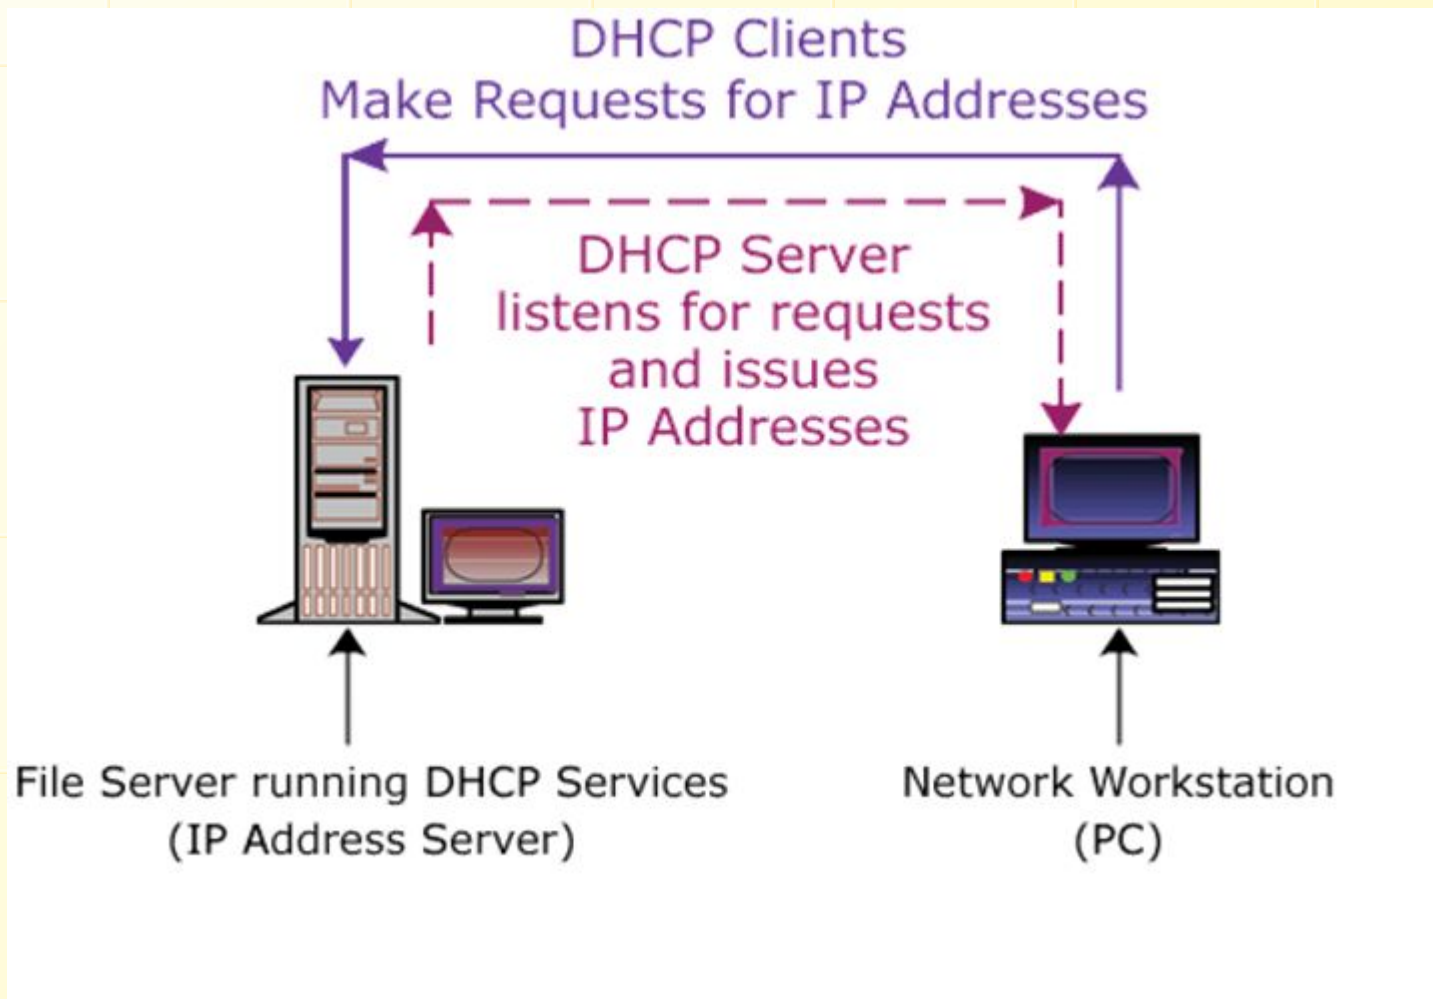 DHCP Clients
Make Requests for IP Addresses
DHCP Server
listens for requests
and issues
IP Addresses
File Server running DHCP Services
(IP Address Server)
Network Workstation
(PC)